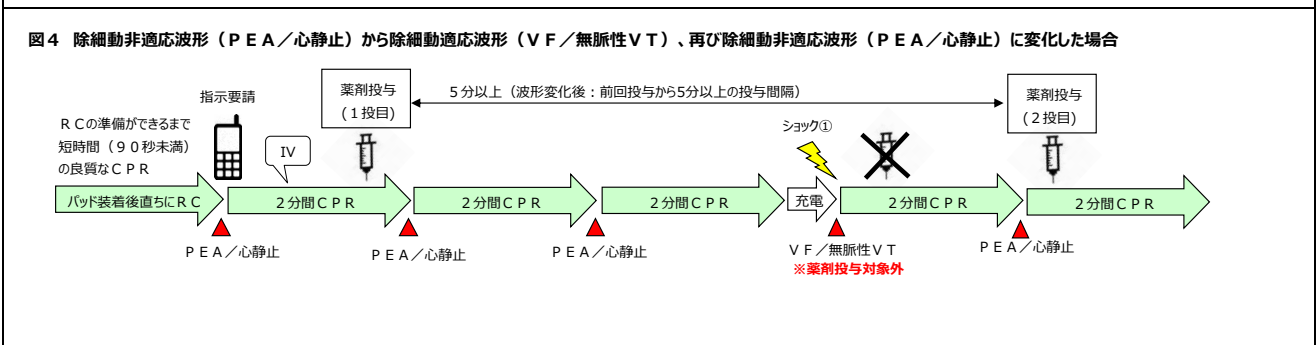 図4 除細動非適応波形（ＰＥＡ／心静止）から除細動適応波形（ＶＦ／無脈性ＶＴ）、再び除細動非適応波形（ＰＥＡ／心静止）に変化した場合
ＲＣの準備ができるまで
短時間（９０秒未満）
の良質なＣＰＲ
指示要請
薬剤投与
(１投目)
５分以上（波形変化後：前回投与から5分以上の投与間隔）
薬剤投与
(２投目)
IV
ショック①
パッド装着後直ちにＲＣ
２分間ＣＰＲ
２分間ＣＰＲ
２分間ＣＰＲ
充電
２分間ＣＰＲ
２分間ＣＰＲ
ＰＥＡ／心静止
ＰＥＡ／心静止
ＰＥＡ／心静止
ＶＦ／無脈性ＶＴ
※薬剤投与対象外
ＰＥＡ／心静止